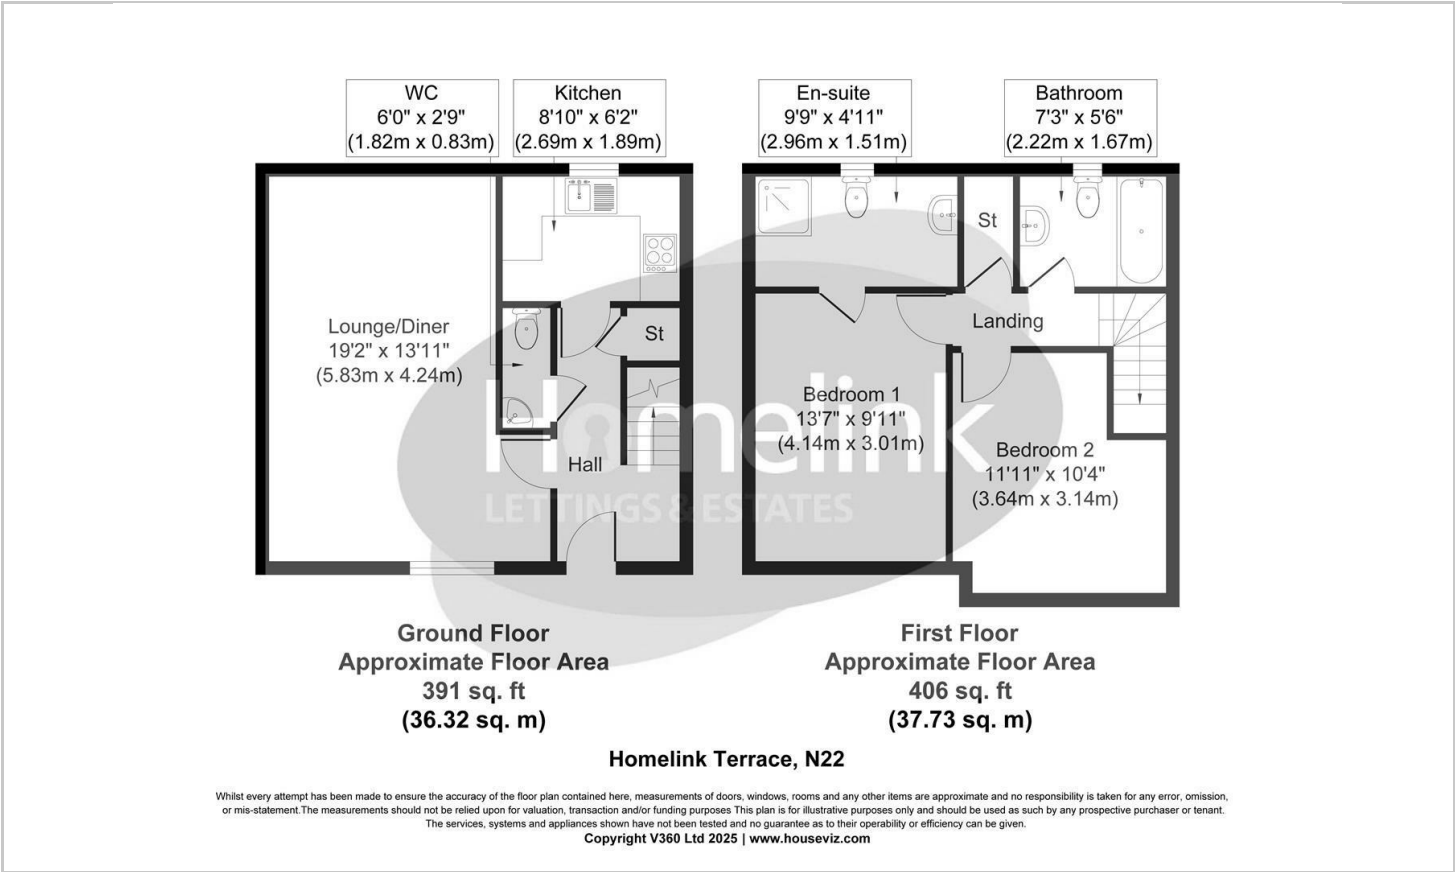 WC
6'0" x 2'9"
(1.82m x 0.83m)
Kitchen
8'10" x 6'2"
(2.69m x 1.89m)
En-suite
9'9" x 4'11"
(2.96m x 1.51m)
Bathroom
7'3" x 5'6"
(2.22m x 1.67m)
Lounge/Diner
19'2" x 13'11"
(5.83m x 4.24m)
St
Hall
St
Landing
Bedroom 1
13'7" x 9'11"
(4.14m x 3.01m)
Bedroom 2
11'11" x 10'4"
(3.64m x 3.14m)
Homelink
LETTINGS & ESTATES
Ground Floor
Approximate Floor Area
391 sq. ft
(36.32 sq. m)
First Floor
Approximate Floor Area
406 sq. ft
(37.73 sq. m)
Homelink Terrace, N22
Whilst every attempt has been made to ensure the accuracy of the floor plan contained here, measurements of doors, windows, rooms and any other items are approximate and no responsibility is taken for any error, omission,
or mis-statement.The measurements should not be relied upon for valuation, transaction and/or funding purposes This plan is for illustrative purposes only and should be used as such by any prospective purchaser or tenant.
The services, systems and appliances shown have not been tested and no guarantee as to their operability or efficiency can be given.
Copyright V360 Ltd 2025 | www.houseviz.com